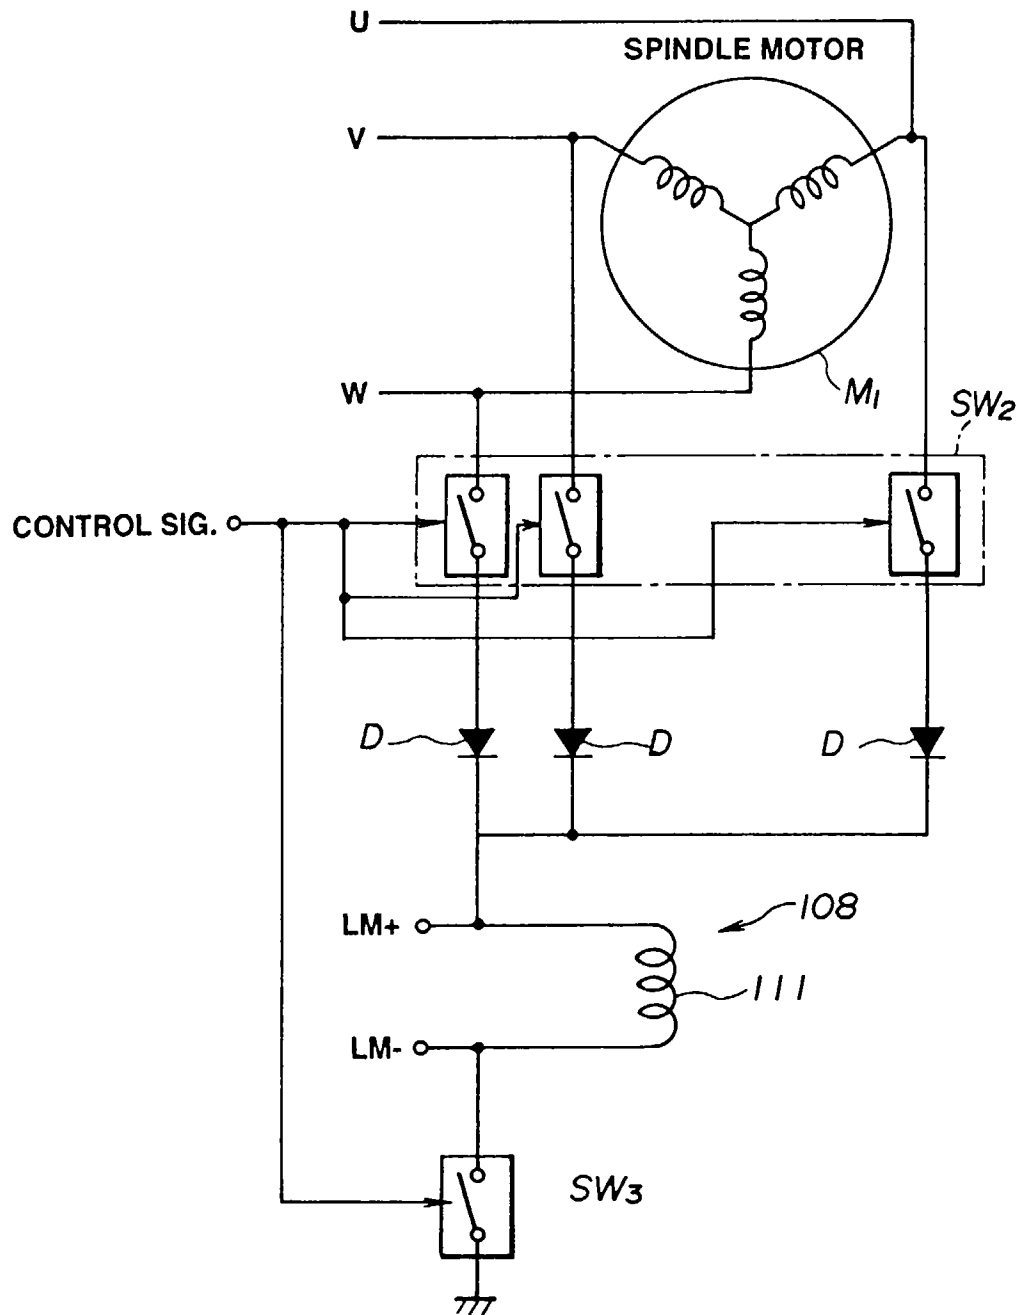 U
SPINDLE MOTOR
V
W
M1
SW2
CONTROL SIG.
D
D
D
LM+
108
111
LM-
SW3